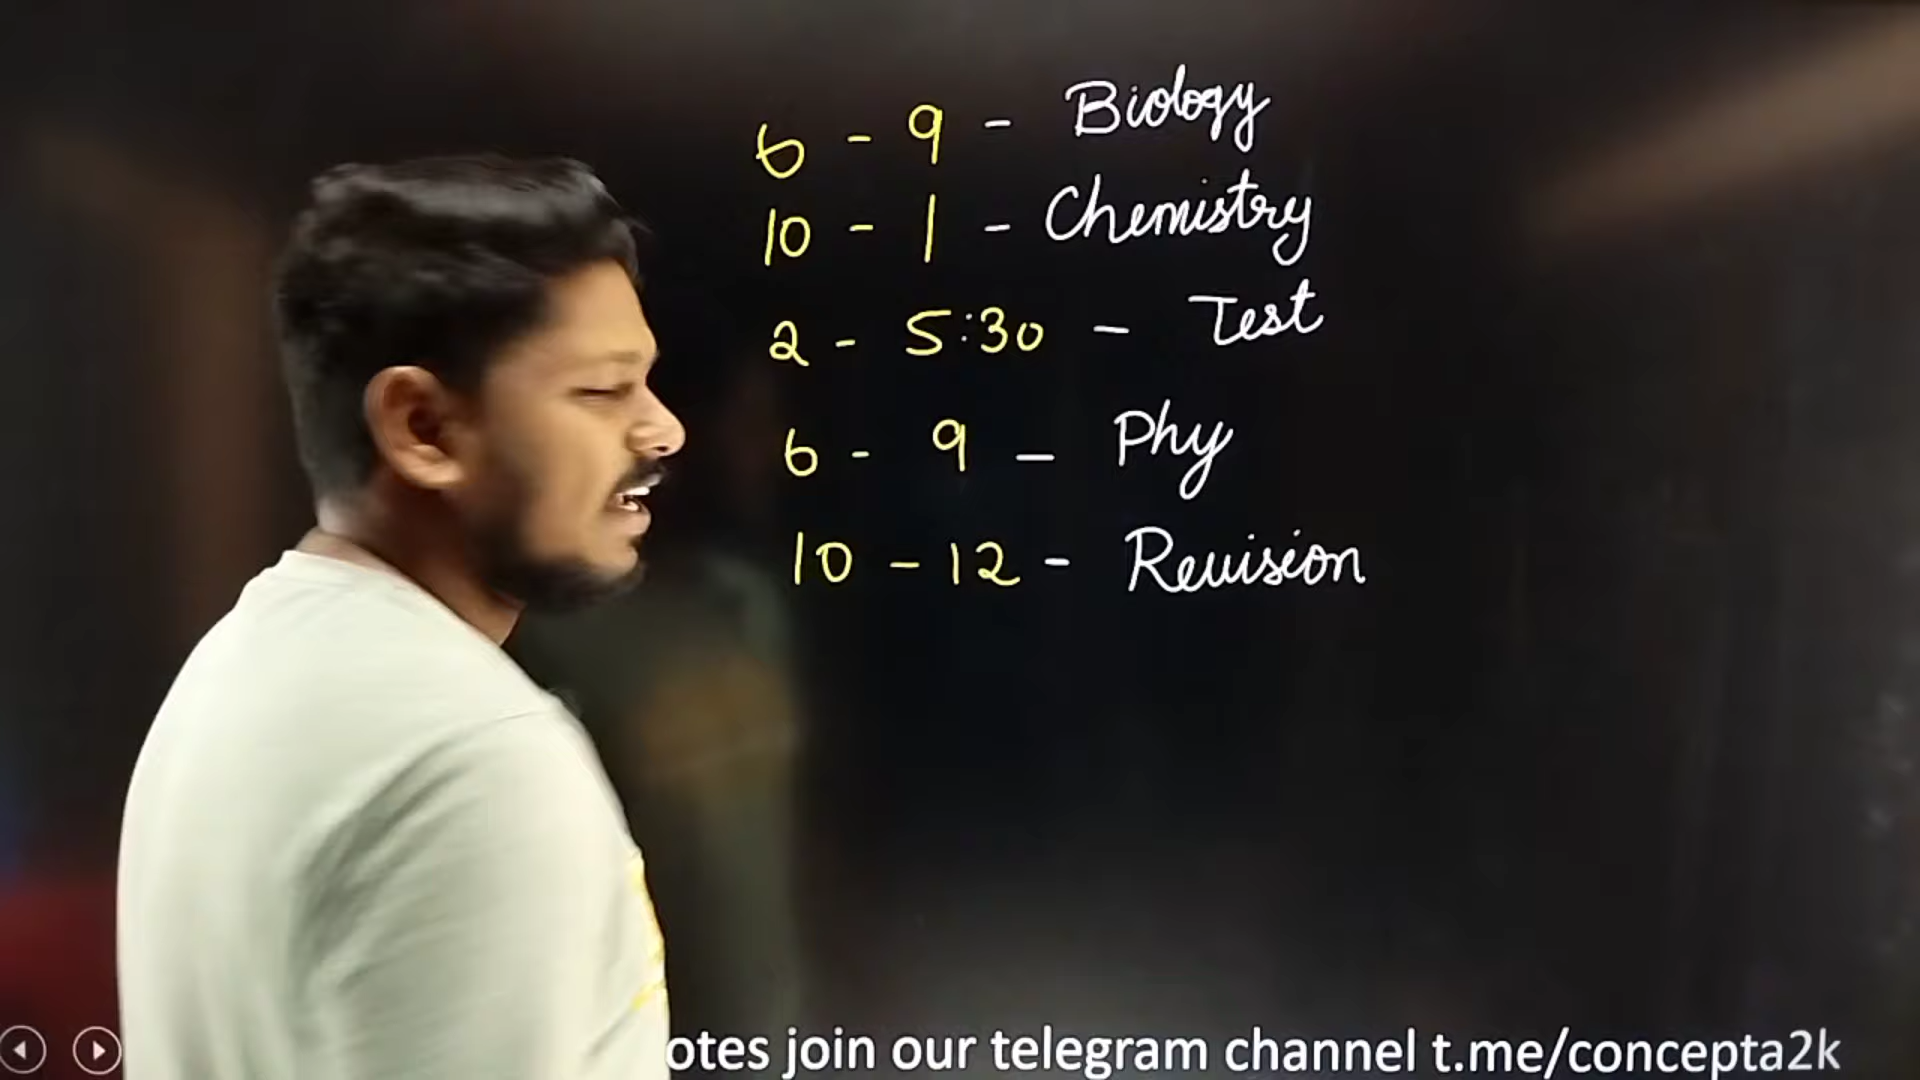 6 - 9 - Biology
10 - 1 - Chemistry
2 - 5:30 - Test
6 - 9 - Phy
10 - 12 - Revision
otes join our telegram channel t.me/concepta2k